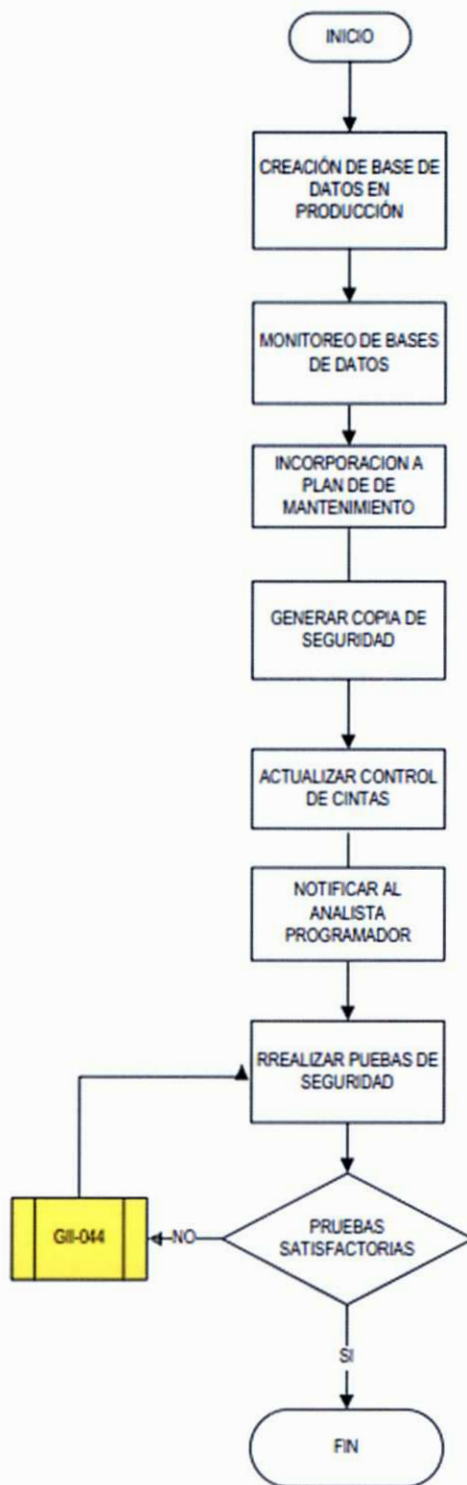 INICIO
CREACIÓN DE BASE DE
DATOS EN
PRODUCCIÓN
MONITOREO DE BASES
DE DATOS
INCORPORACION A
PLAN DE DE
MANTENIMIENTO
GENERAR COPIA DE
SEGURIDAD
ACTUALIZAR CONTROL
DE CINTAS
NOTIFICAR AL
ANALISTA
PROGRAMADOR
RREALIZAR PUEBAS DE
SEGURIDAD
GII-044
NO
PRUEBAS
SATISFACTORIAS
SI
FIN